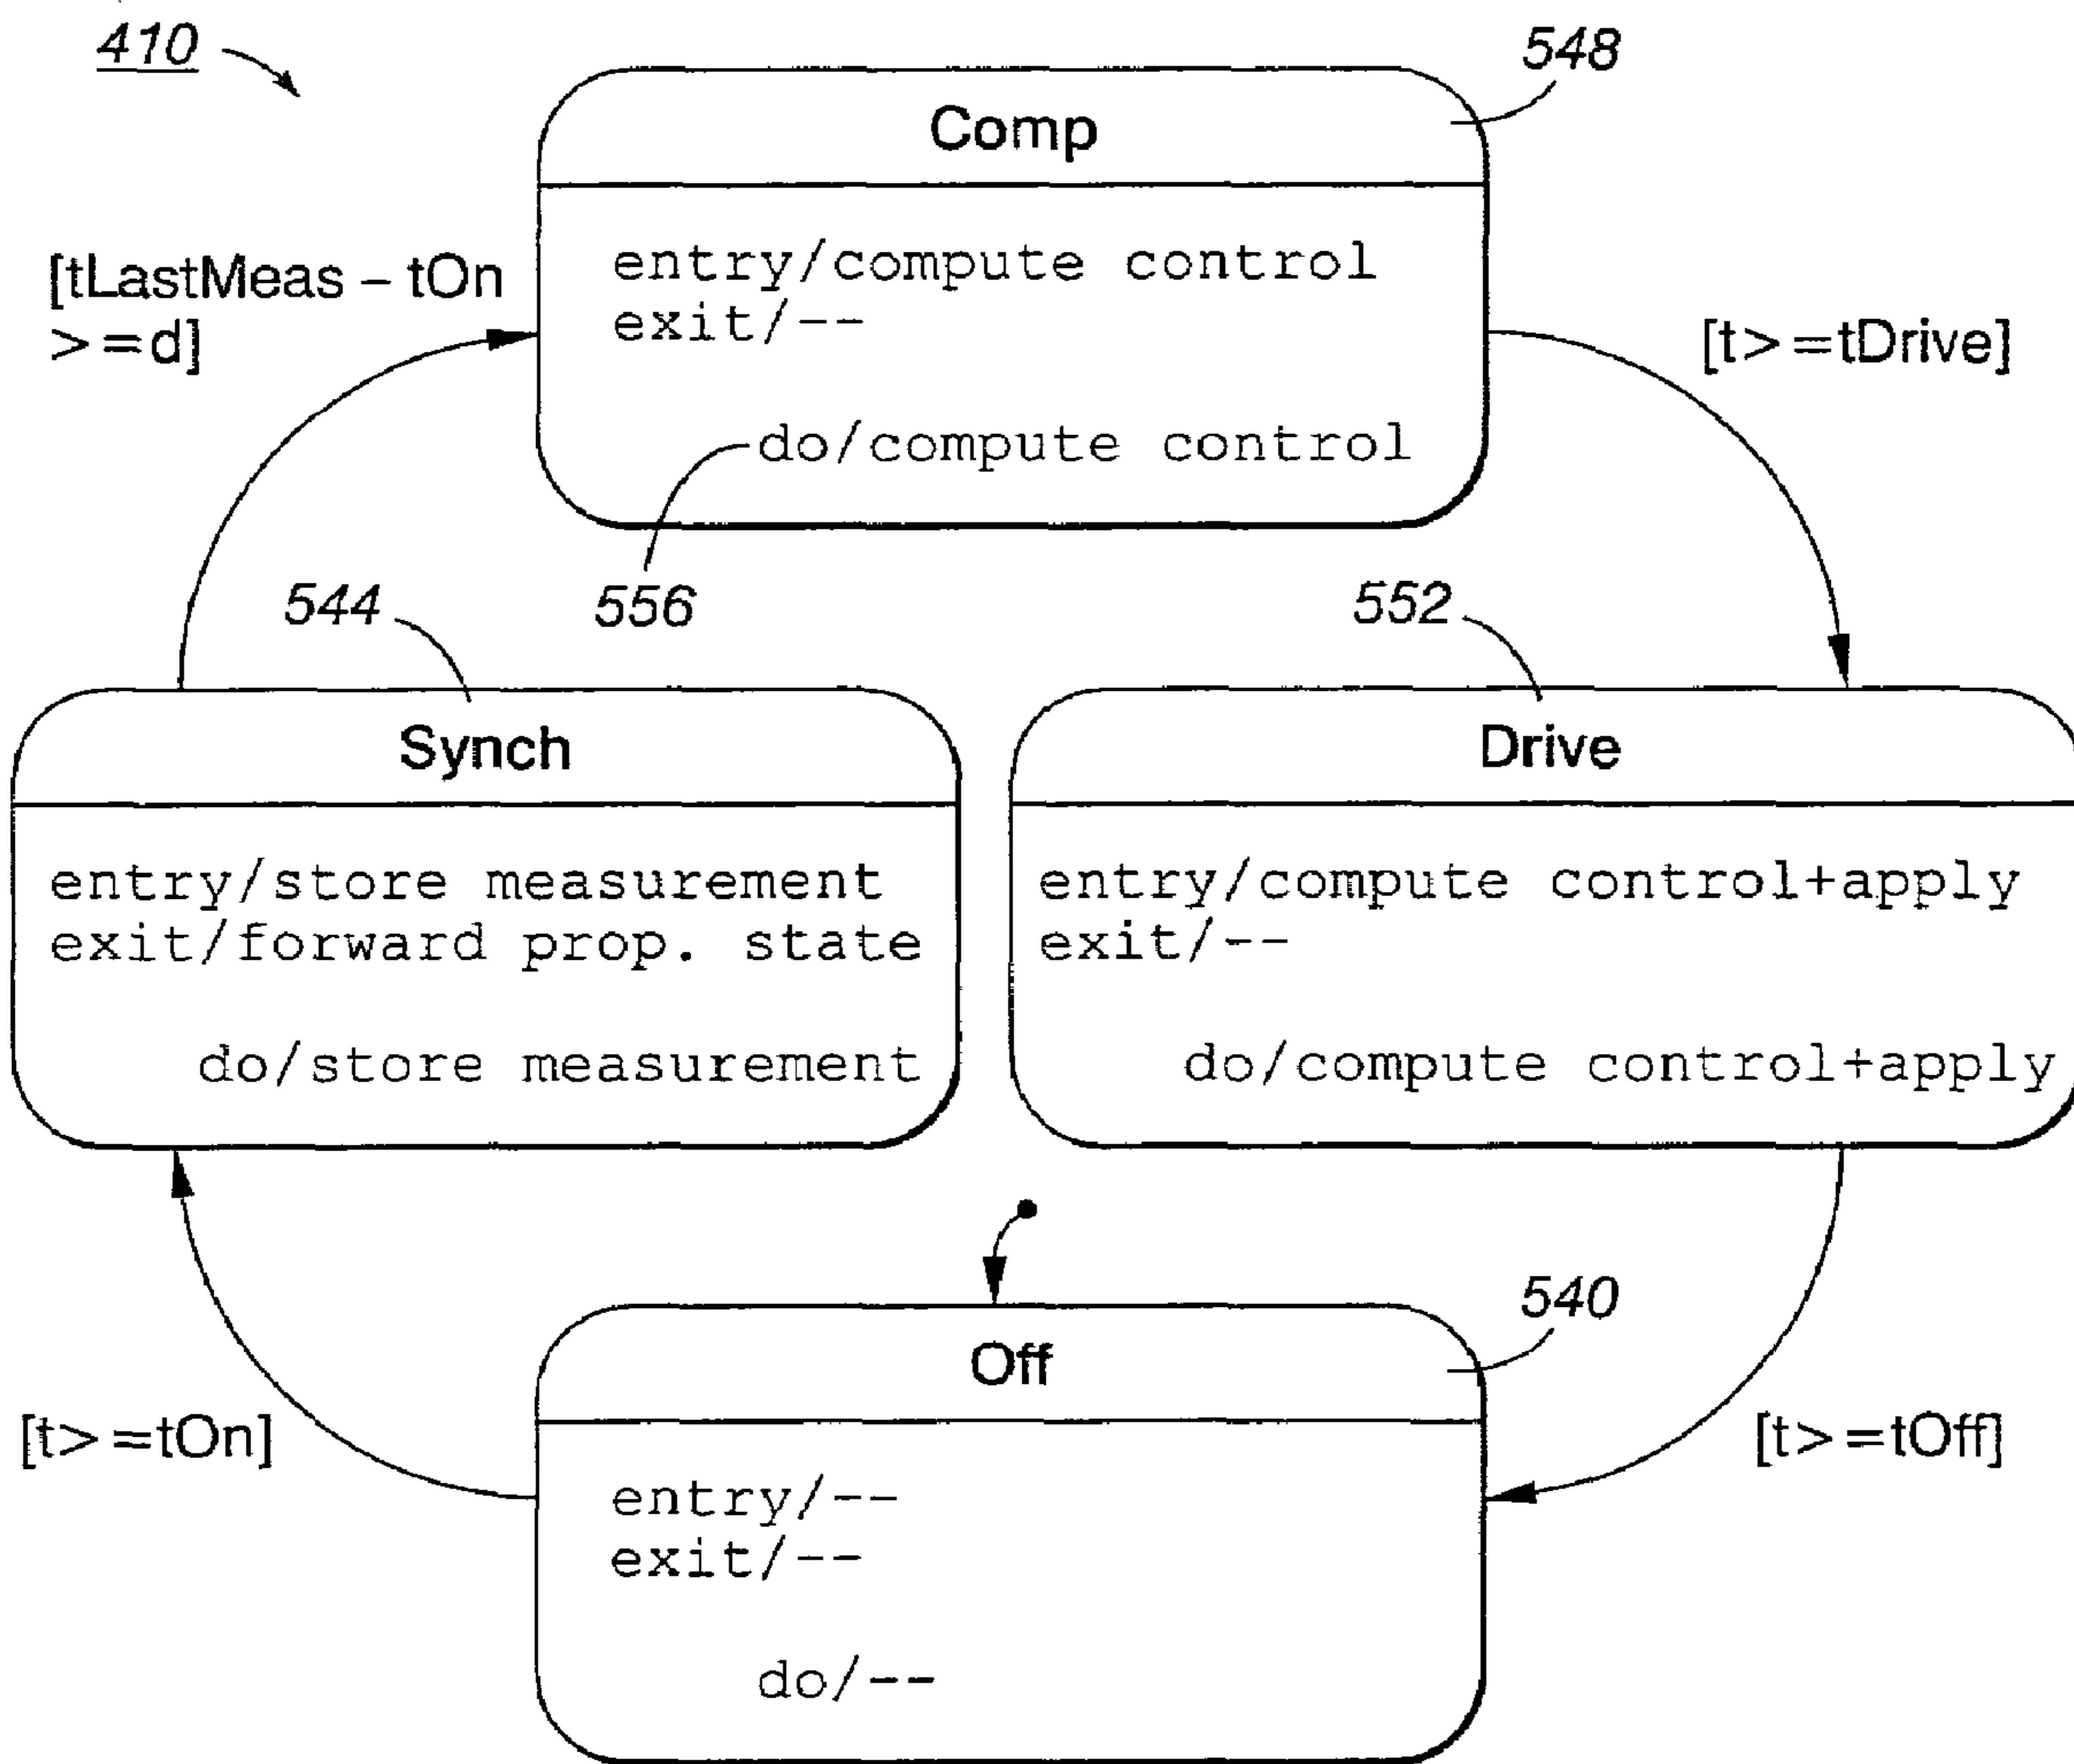 410
548
Comp
entry/compute control
exit/--
do/compute control
[tLastMeas – tOn
>=d]
[t>=tDrive]
544
556
552
Synch
entry/store measurement
exit/forward prop. state
do/store measurement
Drive
entry/compute control+apply
exit/--
do/compute control+apply
540
Off
entry/--
exit/--
do/--
[t>=tOn]
[t>=tOff]